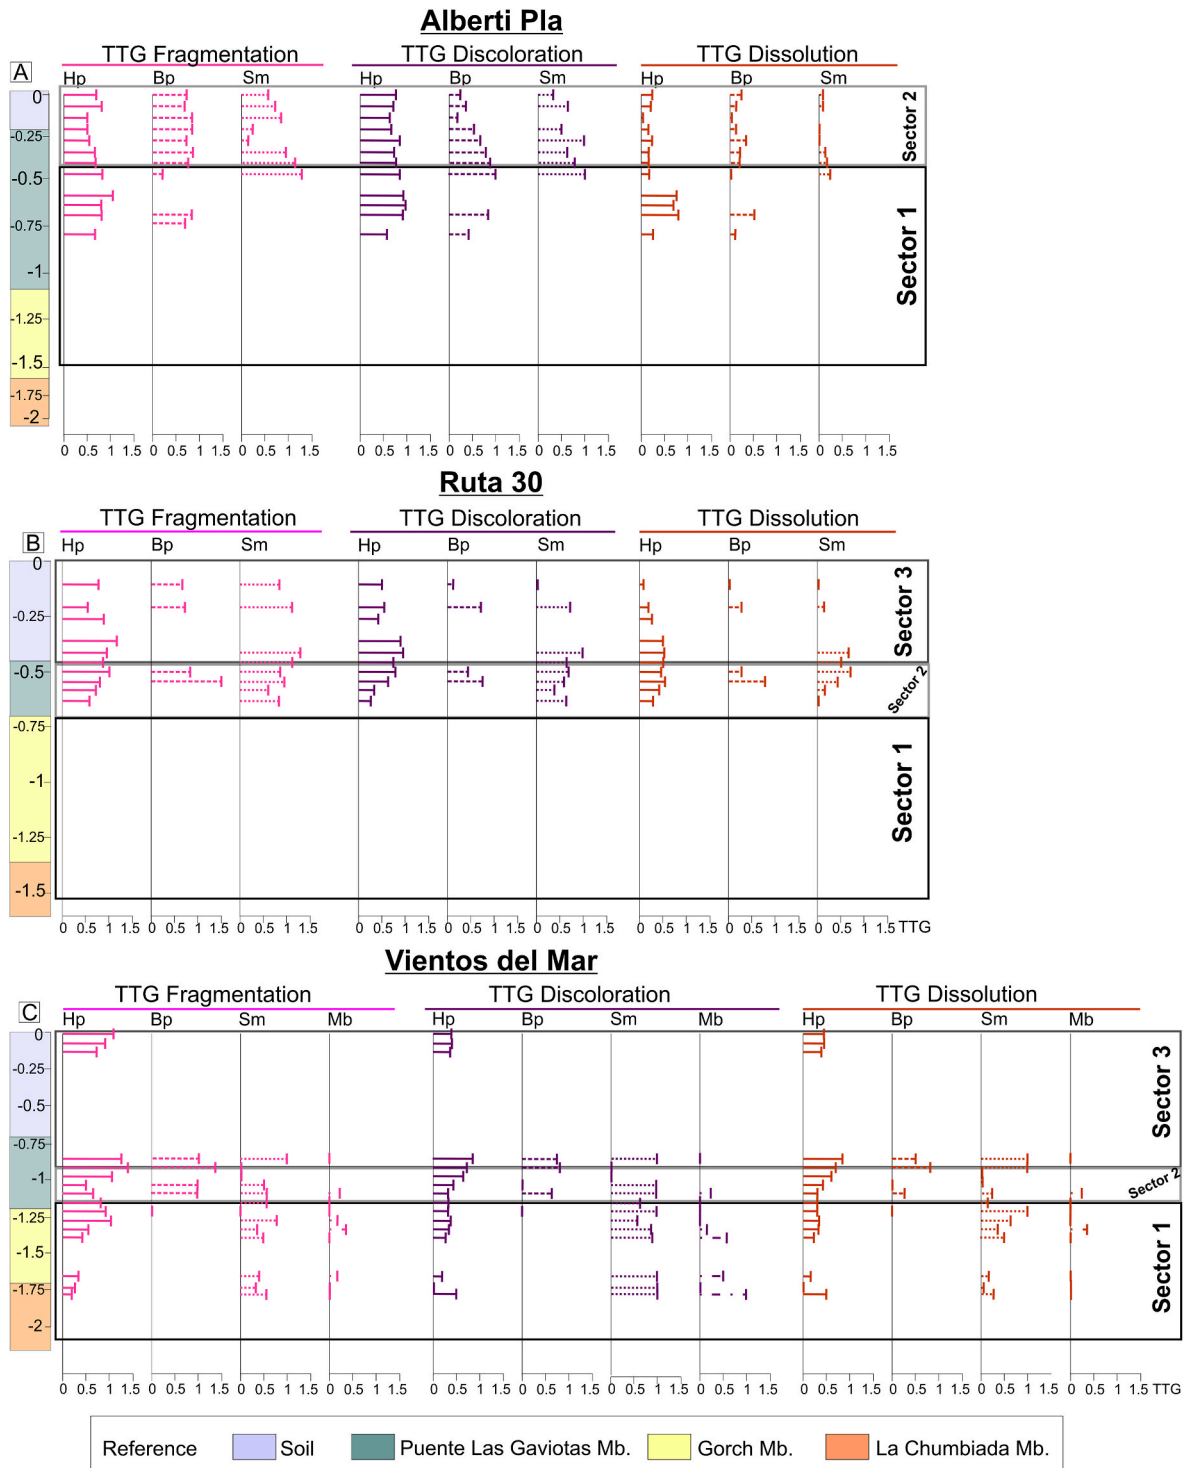 Alberti Pla
TTG Fragmentation TTG Discoloration TTG Dissolution
A Hp Bp Sm Hp Bp Sm Hp Bp Sm
0
-0.25
-0.5
-0.75
-1
-1.25
-1.5
-1.75
-2
Sector 2
Sector 1
0 0.5 1 1.5 0 0.5 1 1.5 0 0.5 1 1.5 0 0.5 1 1.5 0 0.5 1 1.5 0 0.5 1 1.5 0 0.5 1 1.5 0 0.5 1 1.5 0 0.5 1 1.5
Ruta 30
TTG Fragmentation TTG Discoloration TTG Dissolution
B Hp Bp Sm Hp Bp Sm Hp Bp Sm
0
-0.25
-0.5
-0.75
-1
-1.25
-1.5
Sector 3
Sector 2
Sector 1
0 0.5 1 1.5 0 0.5 1 1.5 0 0.5 1 1.5 0 0.5 1 1.5 0 0.5 1 1.5 0 0.5 1 1.5 0 0.5 1 1.5 0 0.5 1 1.5 0 0.5 1 1.5 TTG
Vientos del Mar
TTG Fragmentation TTG Discoloration TTG Dissolution
C Hp Bp Sm Mb Hp Bp Sm Mb Hp Bp Sm Mb
0
-0.25
-0.5
-0.75
-1
-1.25
-1.5
-1.75
-2
Sector 3
Sector 2
Sector 1
0 0.5 1 1.5 0 0.5 1 1.5 0 0.5 1 1.5 0 0.5 1 1.5 0 0.5 1 1.5 0 0.5 1 1.5 0 0.5 1 1.5 0 0.5 1 1.5 0 0.5 1 1.5 0 0.5 1 1.5 0 0.5 1 1.5 0 0.5 1 1.5 TTG
Reference Soil Puente Las Gaviotas Mb. Gorch Mb. La Chumbiada Mb.